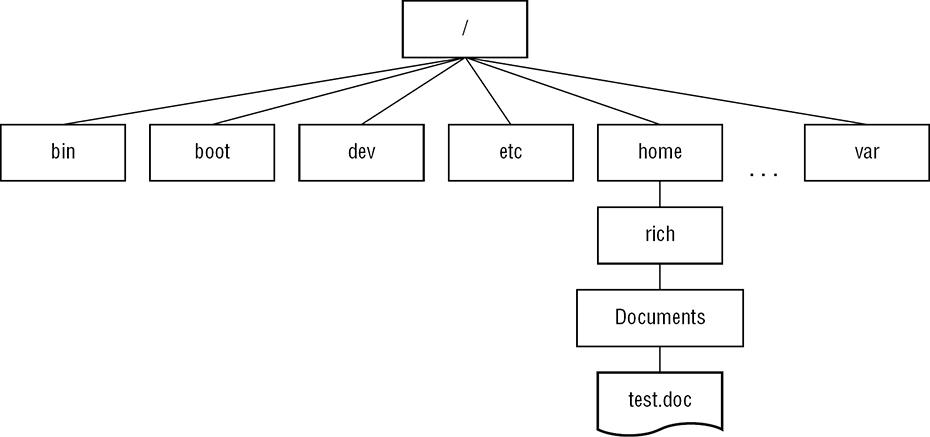 /
bin boot dev etc home ... var
rich
Documents
test.doc